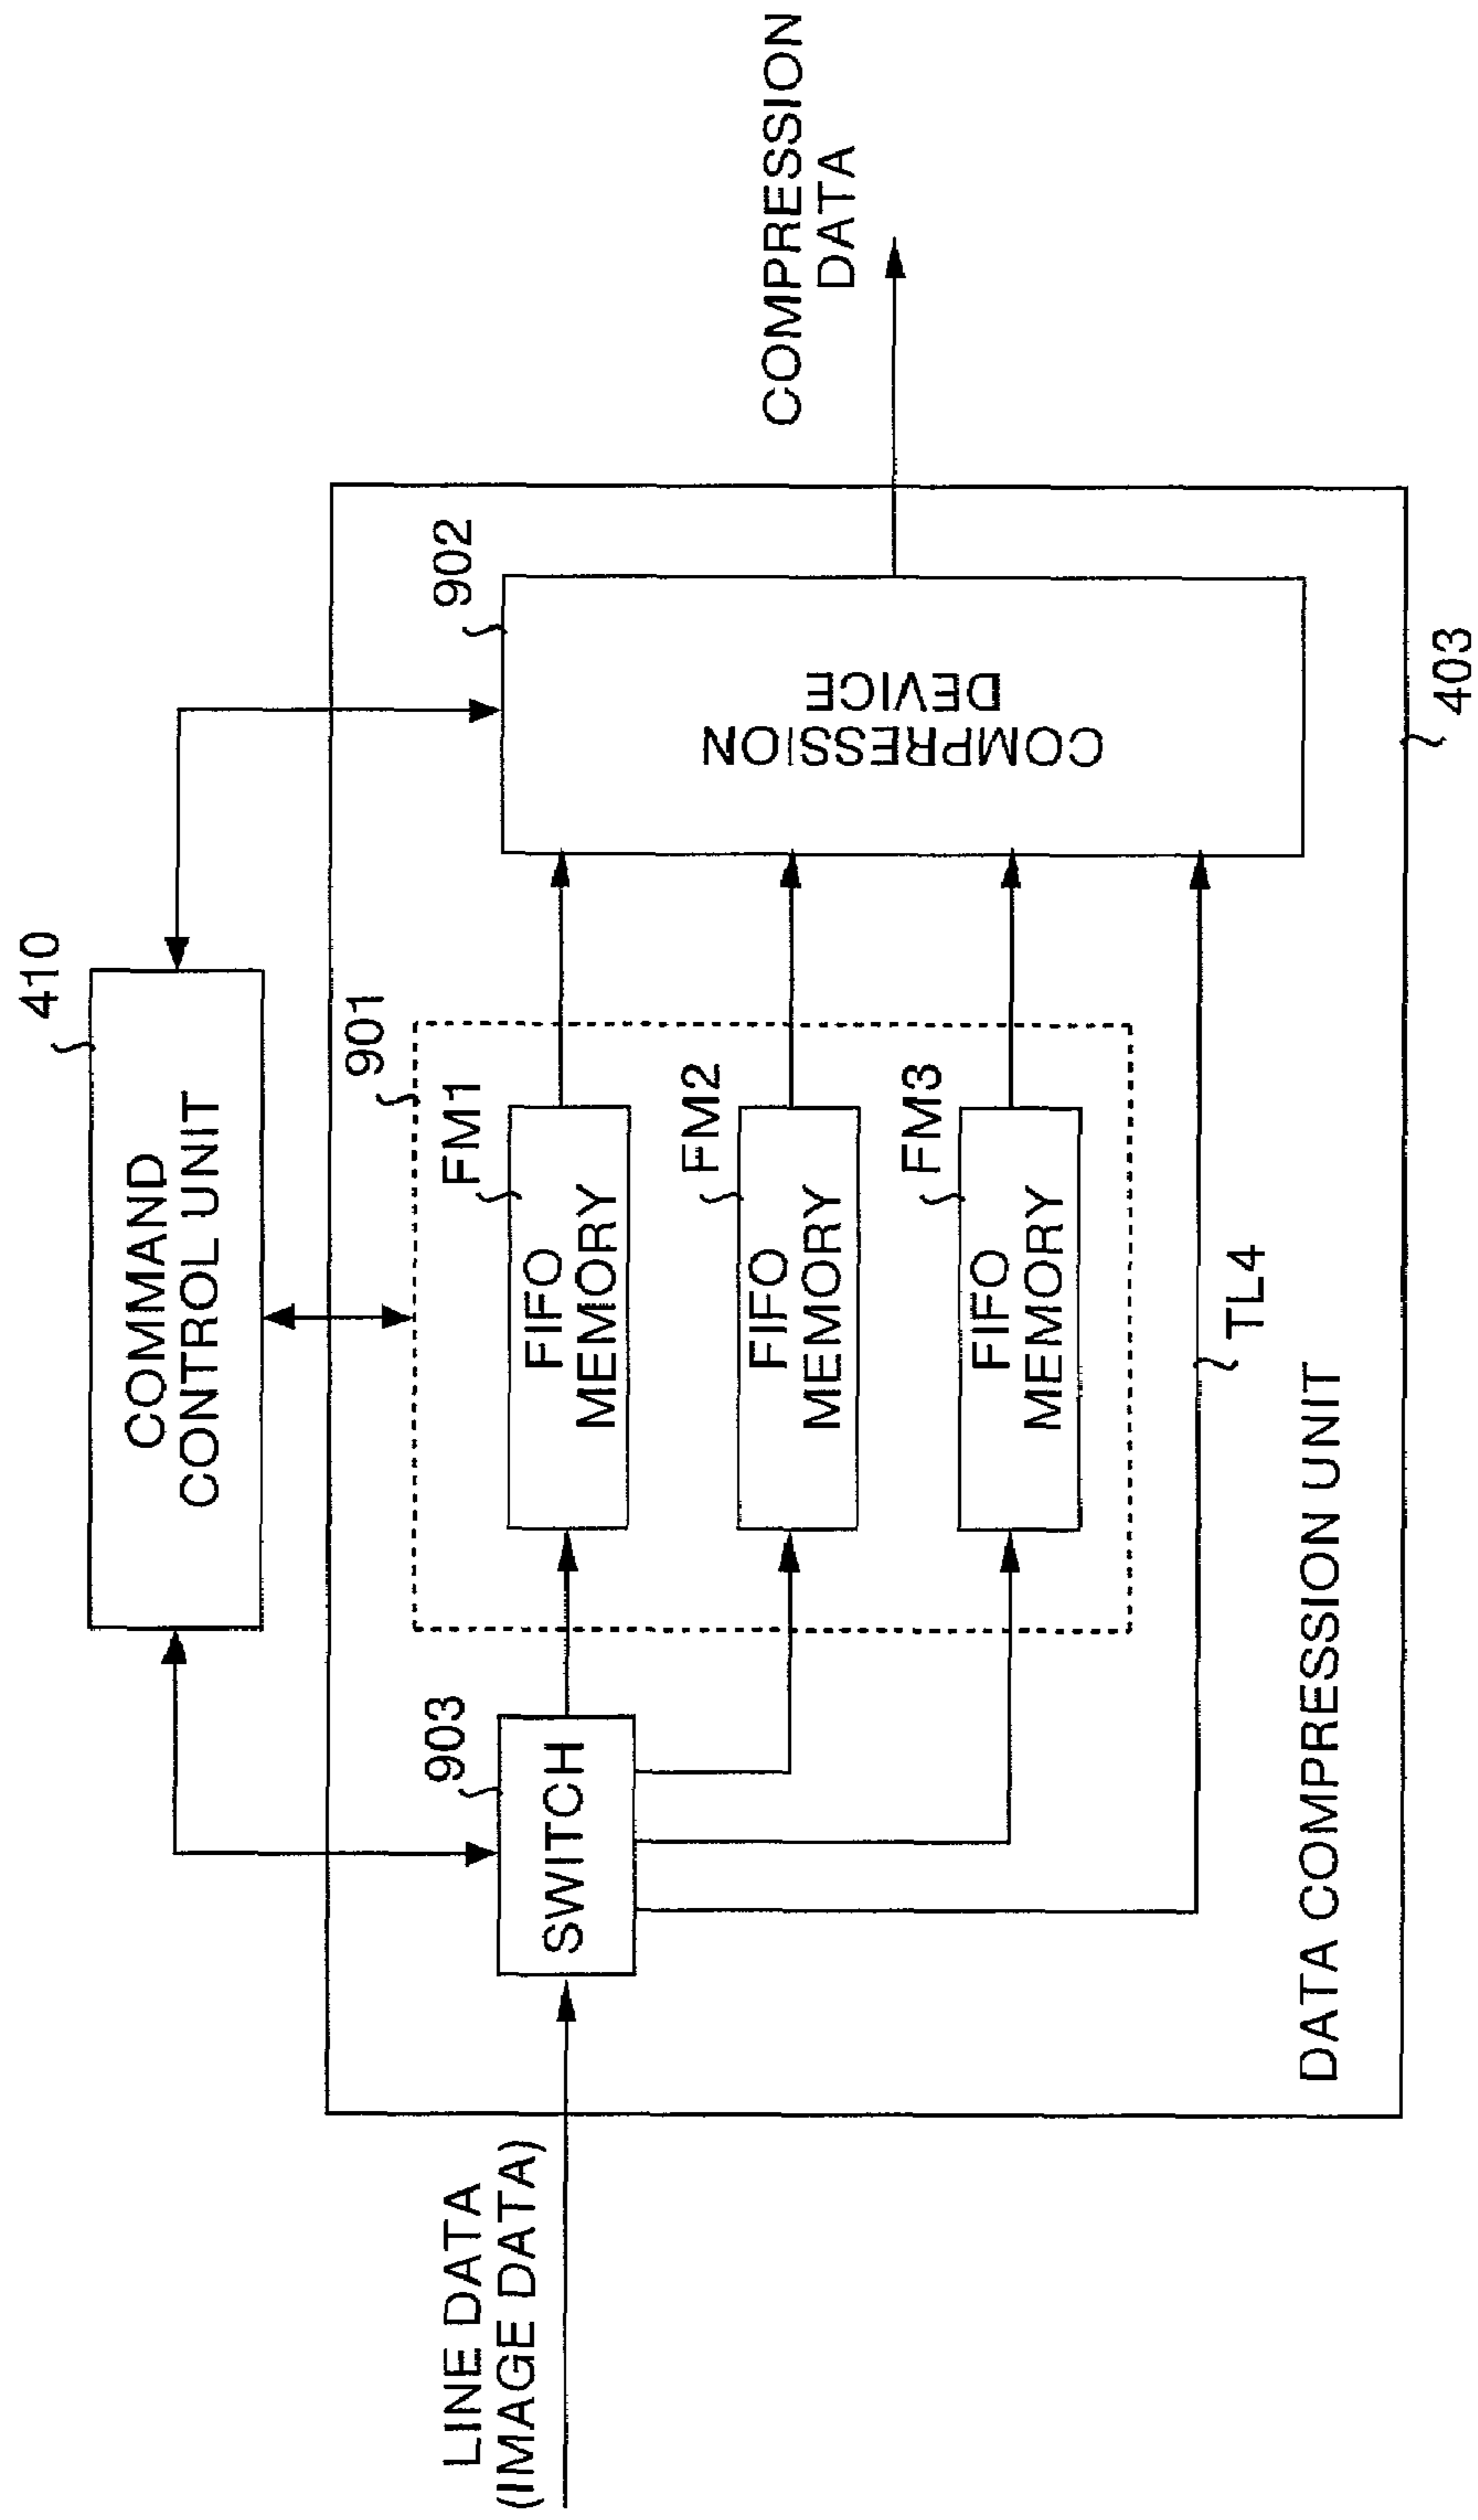 410
COMMAND
CONTROL UNIT
901
903
SWITCH
FM1
FIFO
MEMORY
FM2
FIFO
MEMORY
FM3
FIFO
MEMORY
902
COMPRESSION
DEVICE
LINE DATA
(IMAGE DATA)
COMPRESSION
DATA
TL4
DATA COMPRESSION UNIT
403